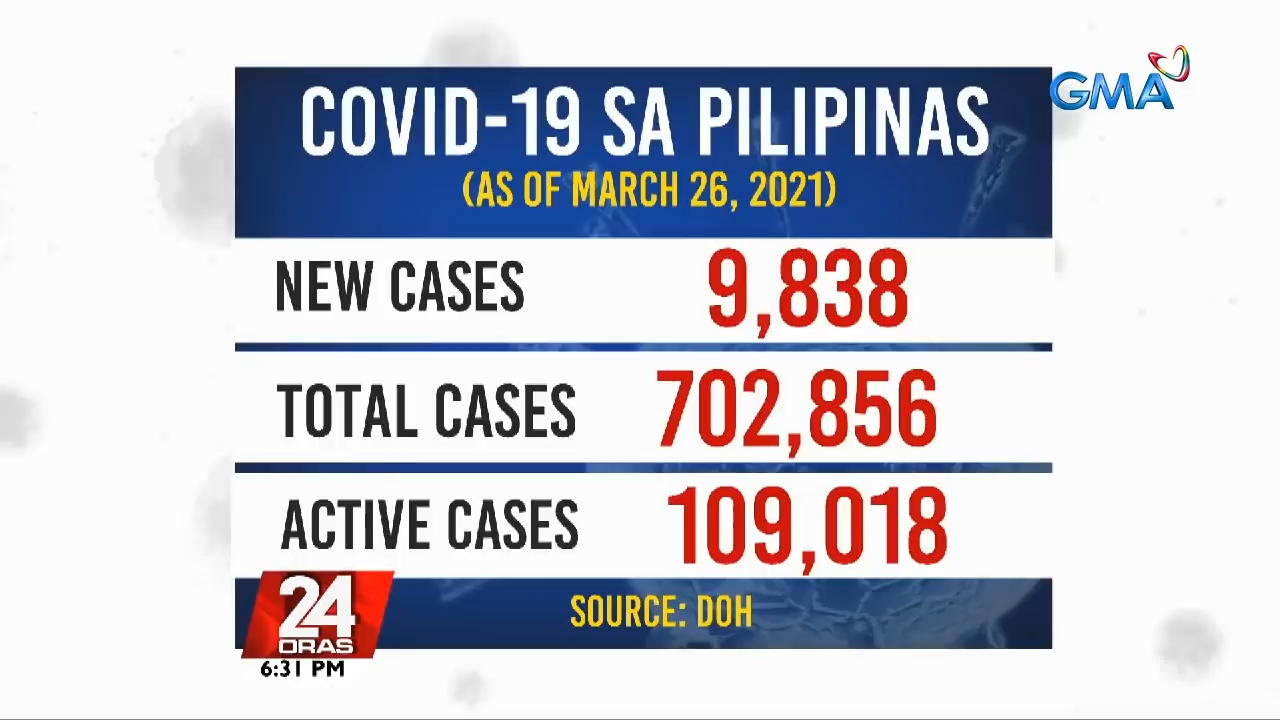 GMA
COVID-19 SA PILIPINAS
(AS OF MARCH 26, 2021)
NEW CASES 9,838
TOTAL CASES 702,856
ACTIVE CASES 109,018
SOURCE: DOH
24
ORAS
6:31 PM